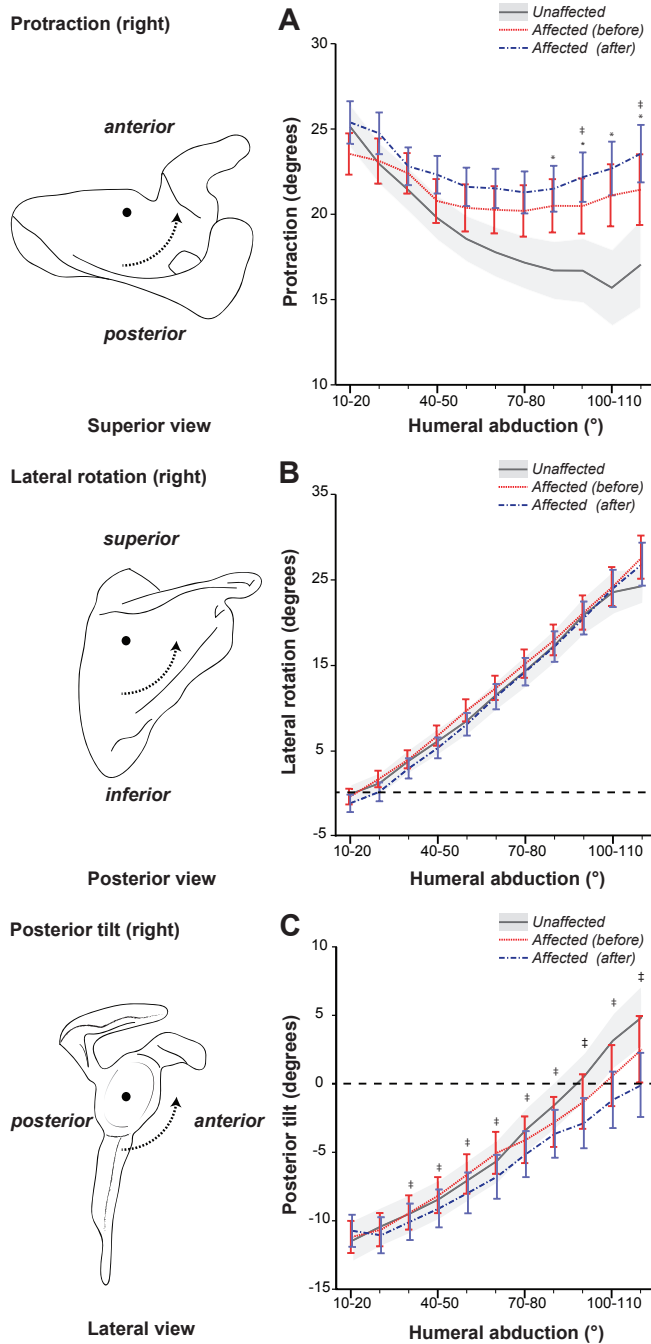 Protraction (right)
anterior
posterior
Superior view
A
Unaffected
Affected (before)
Affected (after)
30
25
20
15
10
Protraction (degrees)
* ‡ * * ‡ *
10-20 40-50 70-80 100-110
Humeral abduction (°)
Lateral rotation (right)
superior
inferior
Posterior view
B
Unaffected
Affected (before)
Affected (after)
35
25
15
5
-5
Lateral rotation (degrees)
10-20 40-50 70-80 100-110
Humeral abduction (°)
Posterior tilt (right)
posterior
anterior
Lateral view
C
Unaffected
Affected (before)
Affected (after)
10
5
0
-5
-10
-15
Posterior tilt (degrees)
‡ ‡ ‡ ‡ ‡ ‡ ‡ ‡ ‡
10-20 40-50 70-80 100-110
Humeral abduction (°)